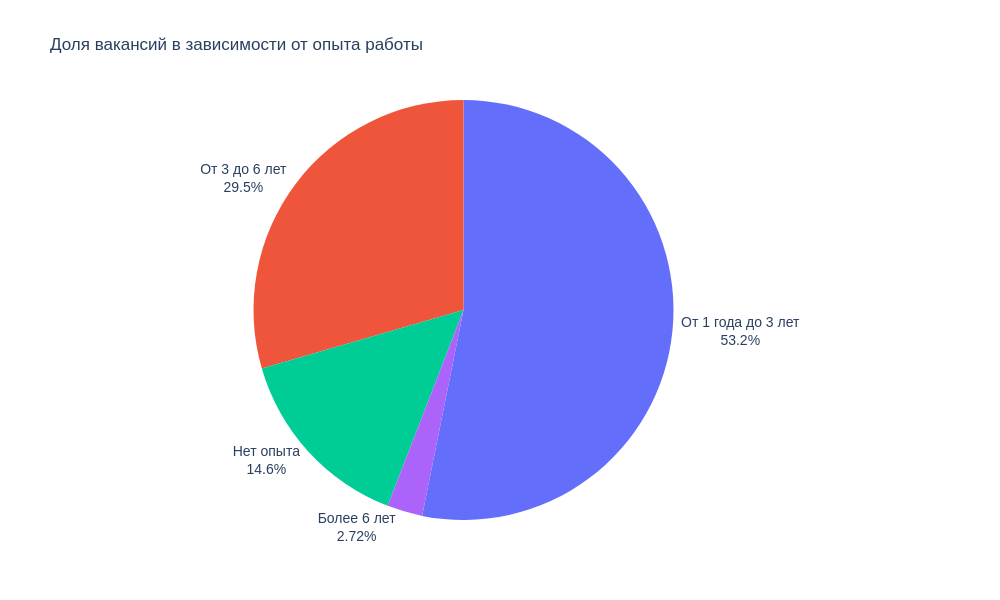 Доля вакансий в зависимости от опыта работы
От 3 до 6 лет
29.5%
От 1 года до 3 лет
53.2%
Нет опыта
14.6%
Более 6 лет
2.72%